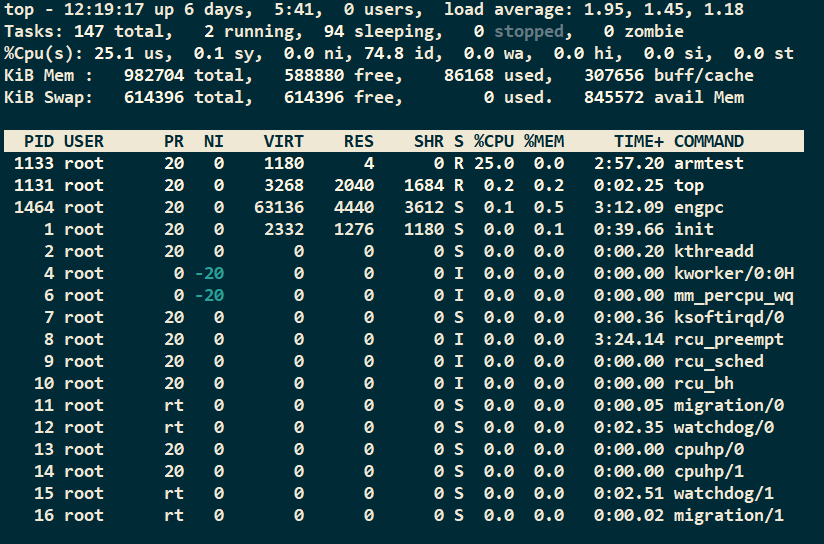 top - 12:19:17 up 6 days,  5:41,  0 users,  load average: 1.95, 1.45, 1.18
Tasks: 147 total,   2 running,  94 sleeping,   0 stopped,   0 zombie
%Cpu(s): 25.1 us,  0.1 sy,  0.0 ni, 74.8 id,  0.0 wa,  0.0 hi,  0.0 si,  0.0 st
KiB Mem :   982704 total,   588880 free,    86168 used,   307656 buff/cache
KiB Swap:   614396 total,   614396 free,        0 used.   845572 avail Mem
  PID USER      PR  NI    VIRT    RES    SHR S %CPU %MEM     TIME+ COMMAND
 1133 root      20   0    1180      4      0 R 25.0  0.0   2:57.20 armtest
 1131 root      20   0    3268   2040   1684 R  0.2  0.2   0:02.25 top
 1464 root      20   0   63136   4440   3612 S  0.1  0.5   3:12.09 engpc
    1 root      20   0    2332   1276   1180 S  0.0  0.1   0:39.66 init
    2 root      20   0       0      0      0 S  0.0  0.0   0:00.20 kthreadd
    4 root       0 -20       0      0      0 I  0.0  0.0   0:00.00 kworker/0:0H
    6 root       0 -20       0      0      0 I  0.0  0.0   0:00.00 mm_percpu_wq
    7 root      20   0       0      0      0 S  0.0  0.0   0:00.36 ksoftirqd/0
    8 root      20   0       0      0      0 I  0.0  0.0   3:24.14 rcu_preempt
    9 root      20   0       0      0      0 I  0.0  0.0   0:00.00 rcu_sched
   10 root      20   0       0      0      0 I  0.0  0.0   0:00.00 rcu_bh
   11 root      rt   0       0      0      0 S  0.0  0.0   0:00.05 migration/0
   12 root      rt   0       0      0      0 S  0.0  0.0   0:02.35 watchdog/0
   13 root      20   0       0      0      0 S  0.0  0.0   0:00.00 cpuhp/0
   14 root      20   0       0      0      0 S  0.0  0.0   0:00.00 cpuhp/1
   15 root      rt   0       0      0      0 S  0.0  0.0   0:02.51 watchdog/1
   16 root      rt   0       0      0      0 S  0.0  0.0   0:00.02 migration/1